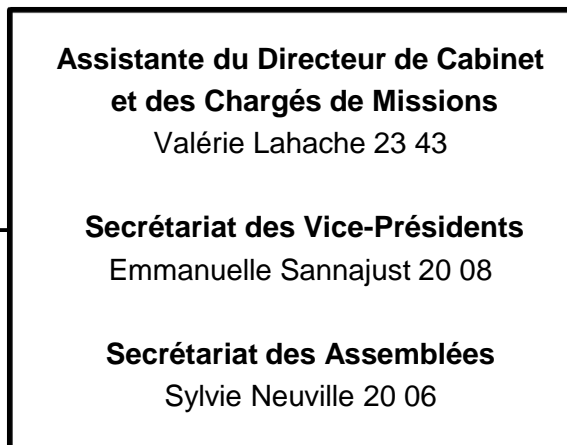 Assistante du Directeur de Cabinet
et des Chargés de Missions
Valérie Lahache 23 43
Secrétariat des Vice-Présidents
Emmanuelle Sannajust 20 08
Secrétariat des Assemblées
Sylvie Neuville 20 06